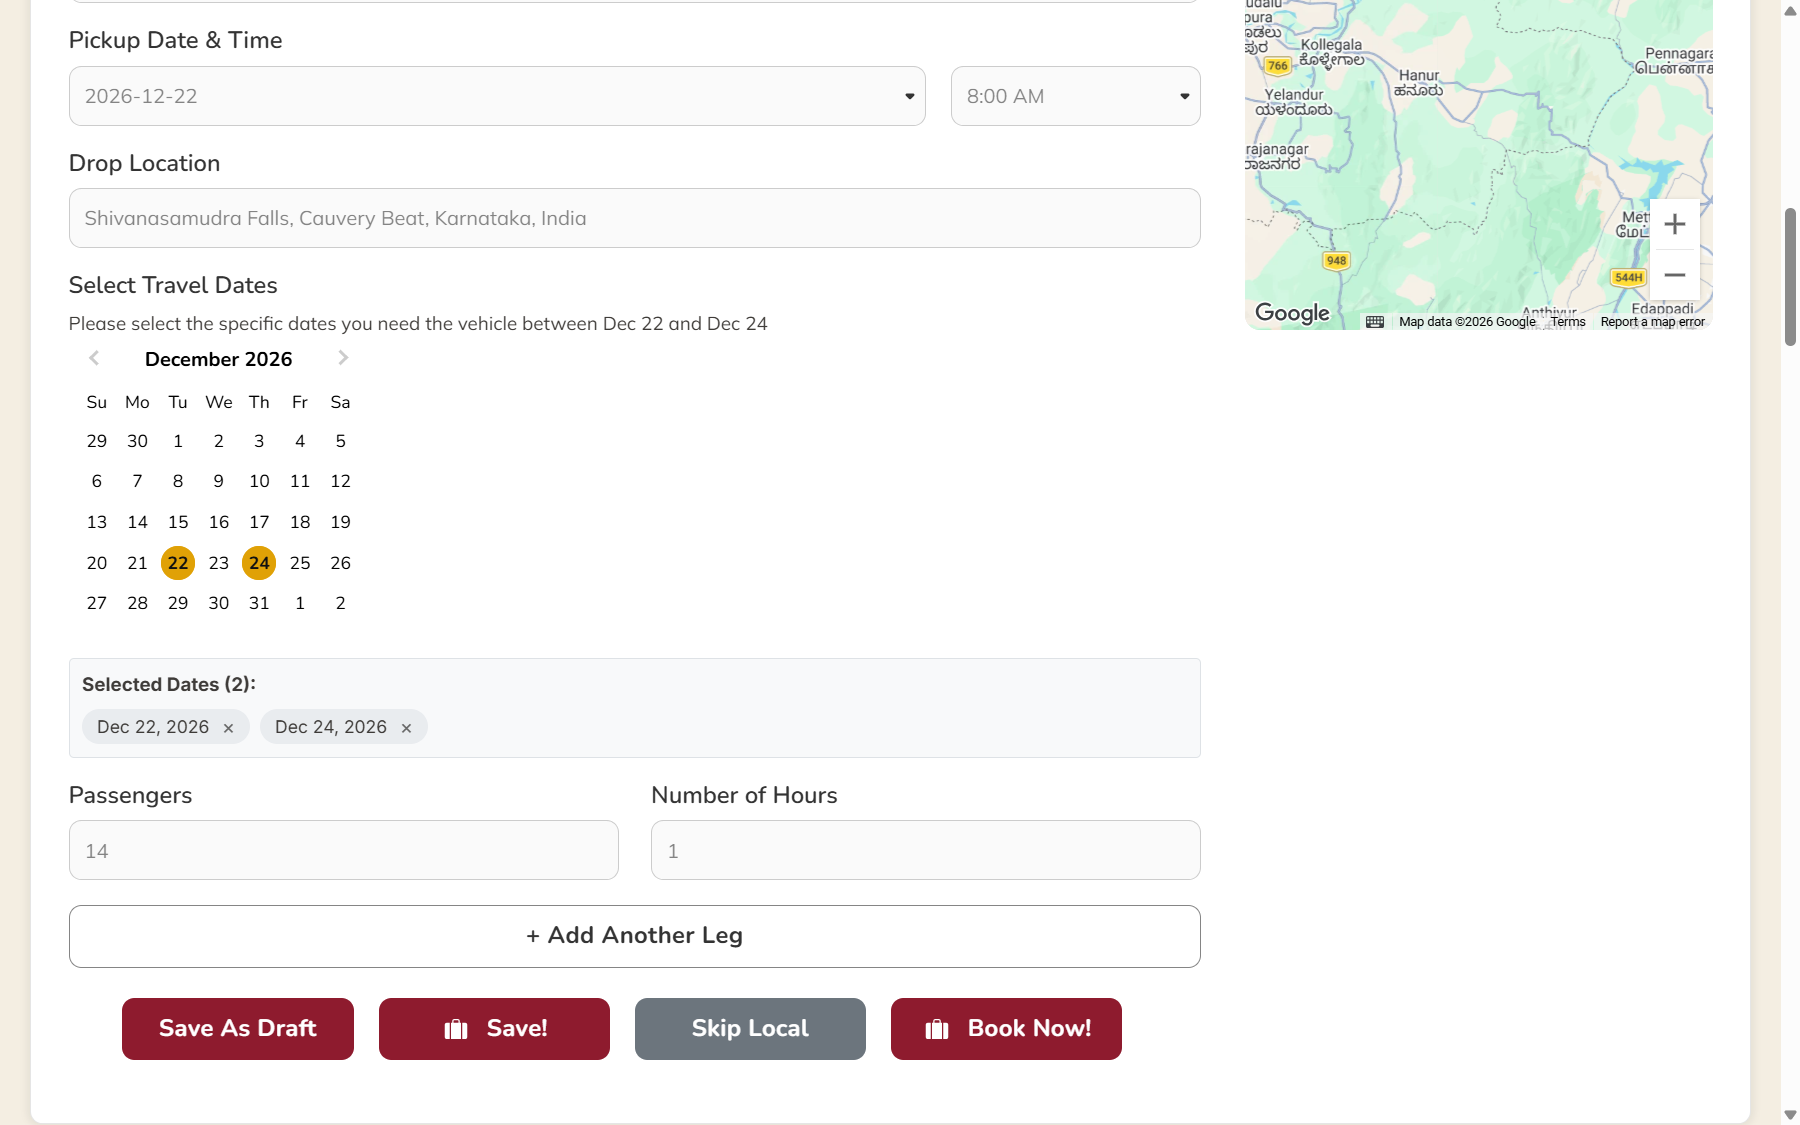 Pickup Date & Time
2026-12-22
8:00 AM
Drop Location
Shivanasamudra Falls, Cauvery Beat, Karnataka, India
Select Travel Dates
Please select the specific dates you need the vehicle between Dec 22 and Dec 24
December 2026
Su Mo Tu We Th Fr Sa
29 30 1 2 3 4 5
6 7 8 9 10 11 12
13 14 15 16 17 18 19
20 21 22 23 24 25 26
27 28 29 30 31 1 2
Selected Dates (2):
Dec 22, 2026 × Dec 24, 2026 ×
Passengers
14
Number of Hours
1
+ Add Another Leg
Save As Draft
Save!
Skip Local
Book Now!
766
Kollegala
ಕೊಳ್ಳೇಗಾಲ
Hanur
ಹನೂರು
Yelandur
ಯಳಂದೂರು
948
544H
Edappadi
Google
Map data ©2026 Google
Terms
Report a map error